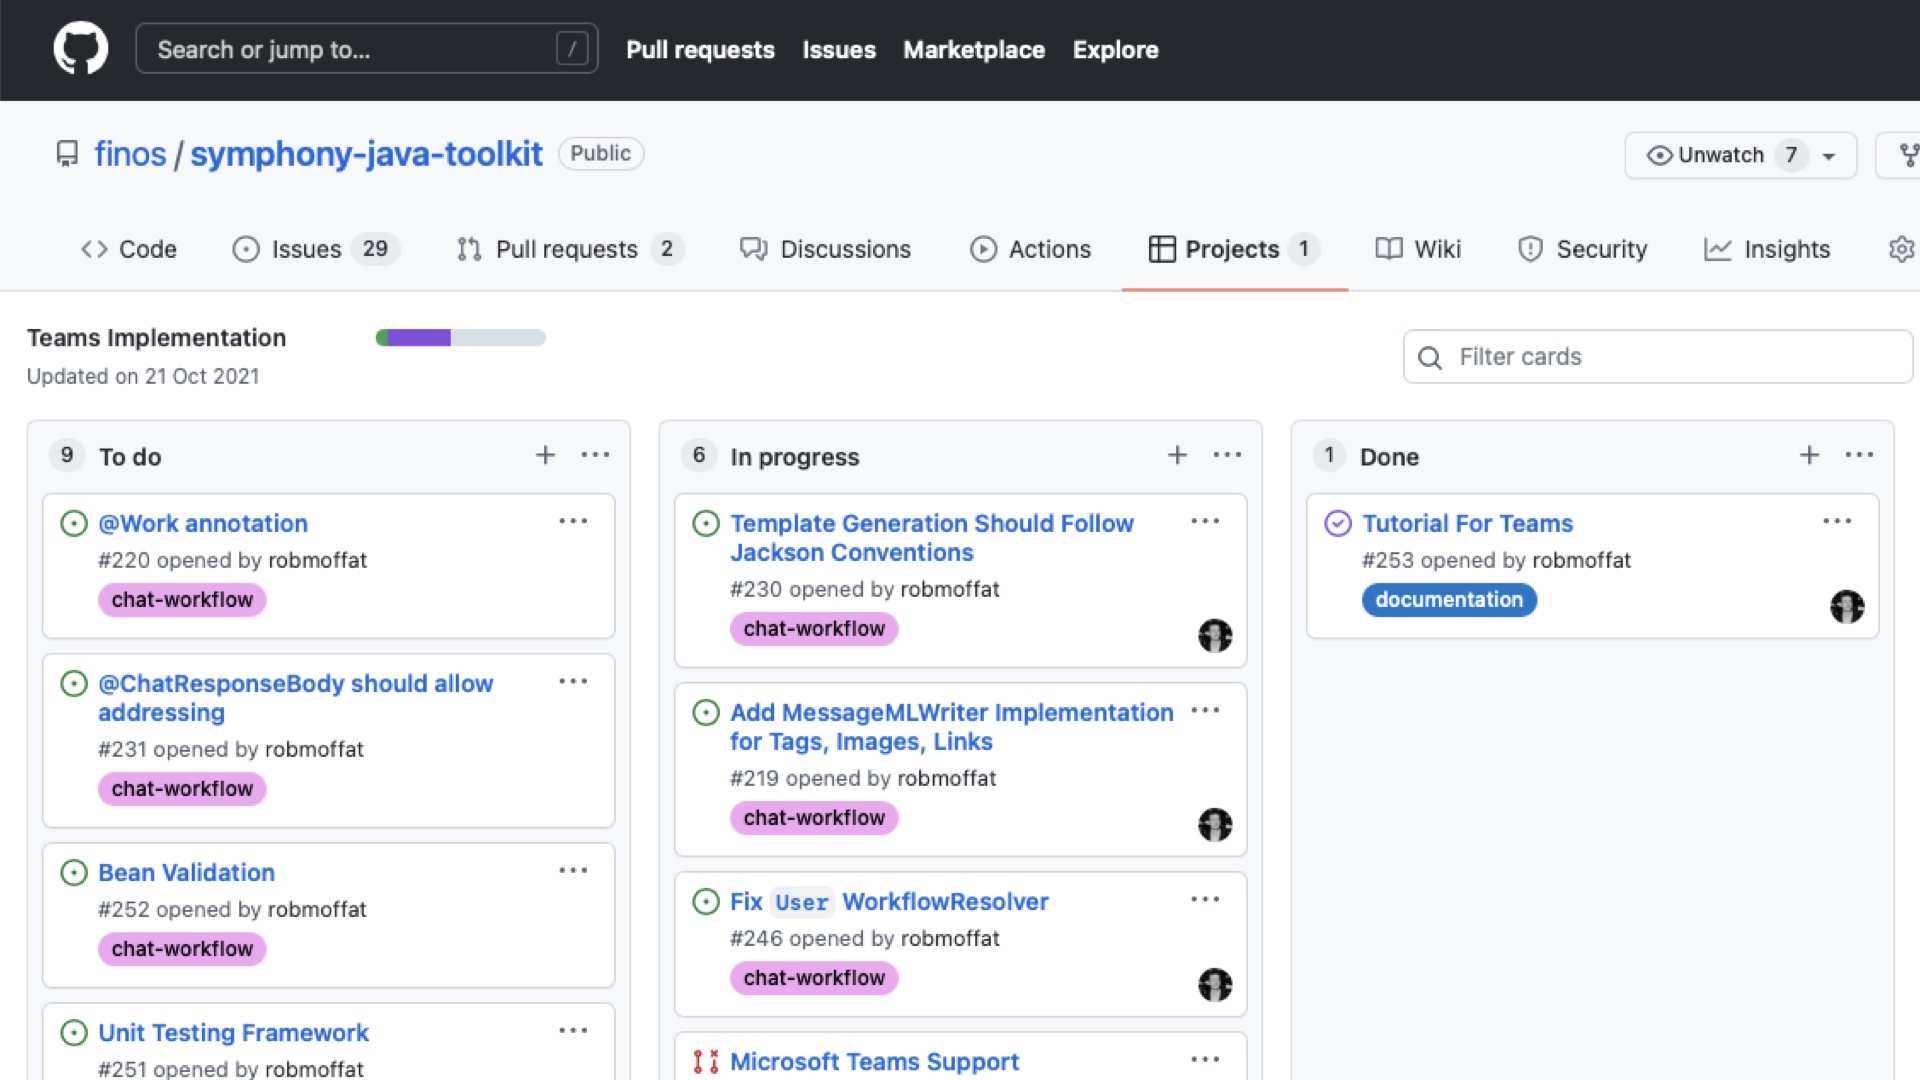 Search or jump to... /
Pull requests Issues Marketplace Explore
finos / symphony-java-toolkit Public
Unwatch 7
Code Issues 29 Pull requests 2 Discussions Actions Projects 1 Wiki Security Insights
Teams Implementation
Updated on 21 Oct 2021
Filter cards
9 To do
@Work annotation
#220 opened by robmoffat
chat-workflow
@ChatResponseBody should allow
addressing
#231 opened by robmoffat
chat-workflow
Bean Validation
#252 opened by robmoffat
chat-workflow
Unit Testing Framework
#251 opened by robmoffat
6 In progress
Template Generation Should Follow
Jackson Conventions
#230 opened by robmoffat
chat-workflow
Add MessageMLWriter Implementation
for Tags, Images, Links
#219 opened by robmoffat
chat-workflow
Fix User WorkflowResolver
#246 opened by robmoffat
chat-workflow
Microsoft Teams Support
1 Done
Tutorial For Teams
#253 opened by robmoffat
documentation